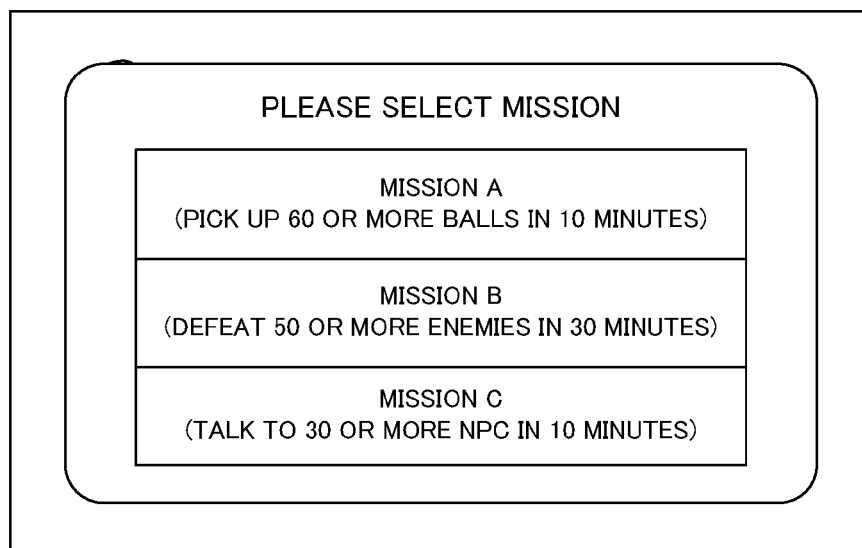 PLEASE SELECT MISSION
MISSION A
(PICK UP 60 OR MORE BALLS IN 10 MINUTES)
MISSION B
(DEFEAT 50 OR MORE ENEMIES IN 30 MINUTES)
MISSION C
(TALK TO 30 OR MORE NPC IN 10 MINUTES)